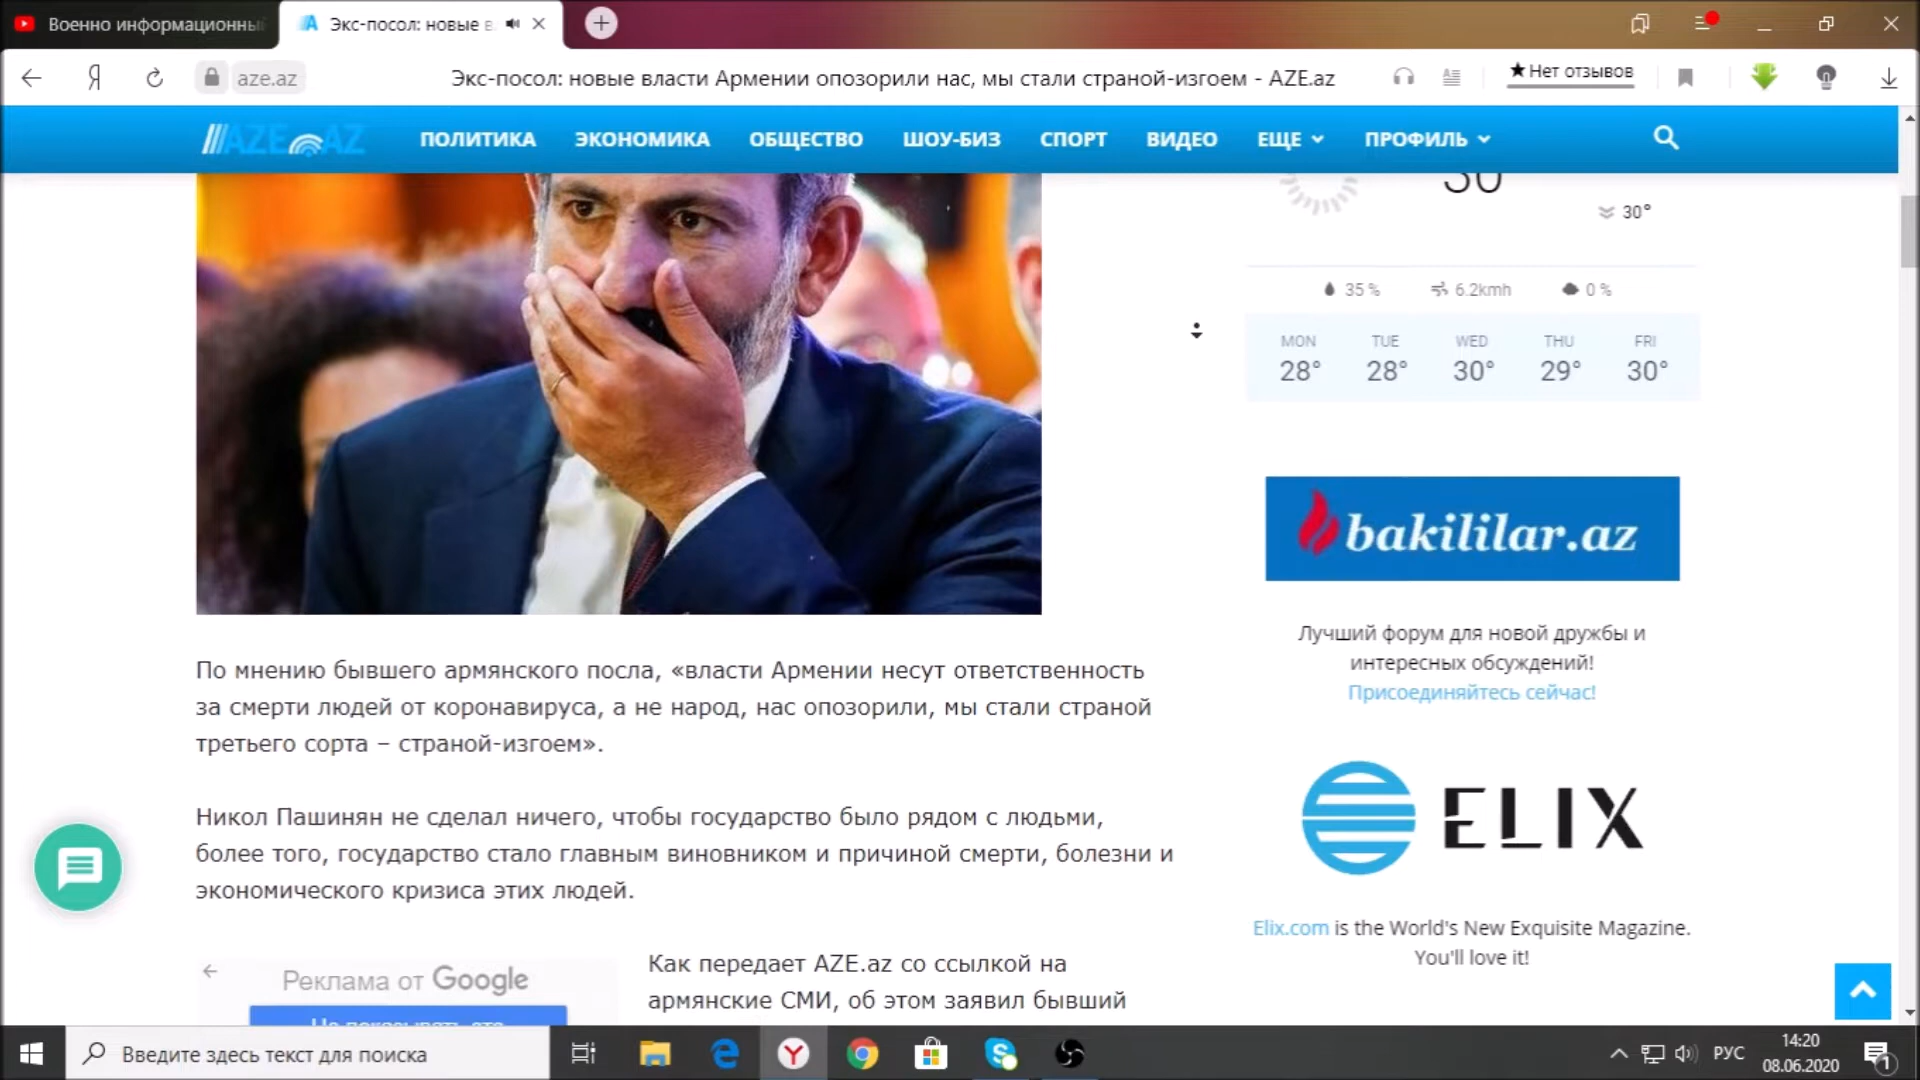 Военно информационный
Экс-посол: новые в
aze.az
Экс-посол: новые власти Армении опозорили нас, мы стали страной-изгоем - AZE.az
★Нет отзывов
AZE AZ
ПОЛИТИКА
ЭКОНОМИКА
ОБЩЕСТВО
ШОУ-БИЗ
СПОРТ
ВИДЕО
ЕЩЕ
ПРОФИЛЬ
30
30°
35 %
6.2kmh
0 %
MON TUE WED THU FRI
28° 28° 30° 29° 30°
bakililar.az
Лучший форум для новой дружбы и
интересных обсуждений!
Присоединяйтесь сейчас!
ELIX
Elix.com is the World's New Exquisite Magazine.
You'll love it!
По мнению бывшего армянского посла, «власти Армении несут ответственность
за смерти людей от коронавируса, а не народ, нас опозорили, мы стали страной
третьего сорта – страной-изгоем».
Никол Пашинян не сделал ничего, чтобы государство было рядом с людьми,
более того, государство стало главным виновником и причиной смерти, болезни и
экономического кризиса этих людей.
Реклама от Google
Как передает AZE.az со ссылкой на
армянские СМИ, об этом заявил бывший
Введите здесь текст для поиска
РУС
14:20
08.06.2020
1